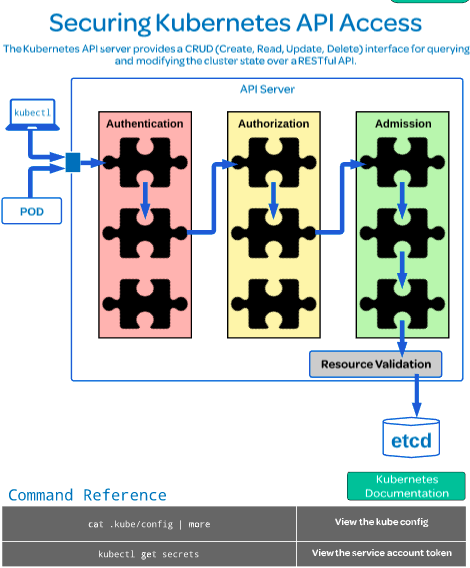 Securing Kubernetes API Access
The Kubernetes API server provides a CRUD (Create, Read, Update, Delete) interface for querying
and modifying the cluster state over a RESTful API.
API Server
kubectl
POD
Authentication
Authorization
Admission
Resource Validation
etcd
Kubernetes
Documentation
Command Reference
cat .kube/config | more
View the kube config
kubectl get secrets
View the service account token